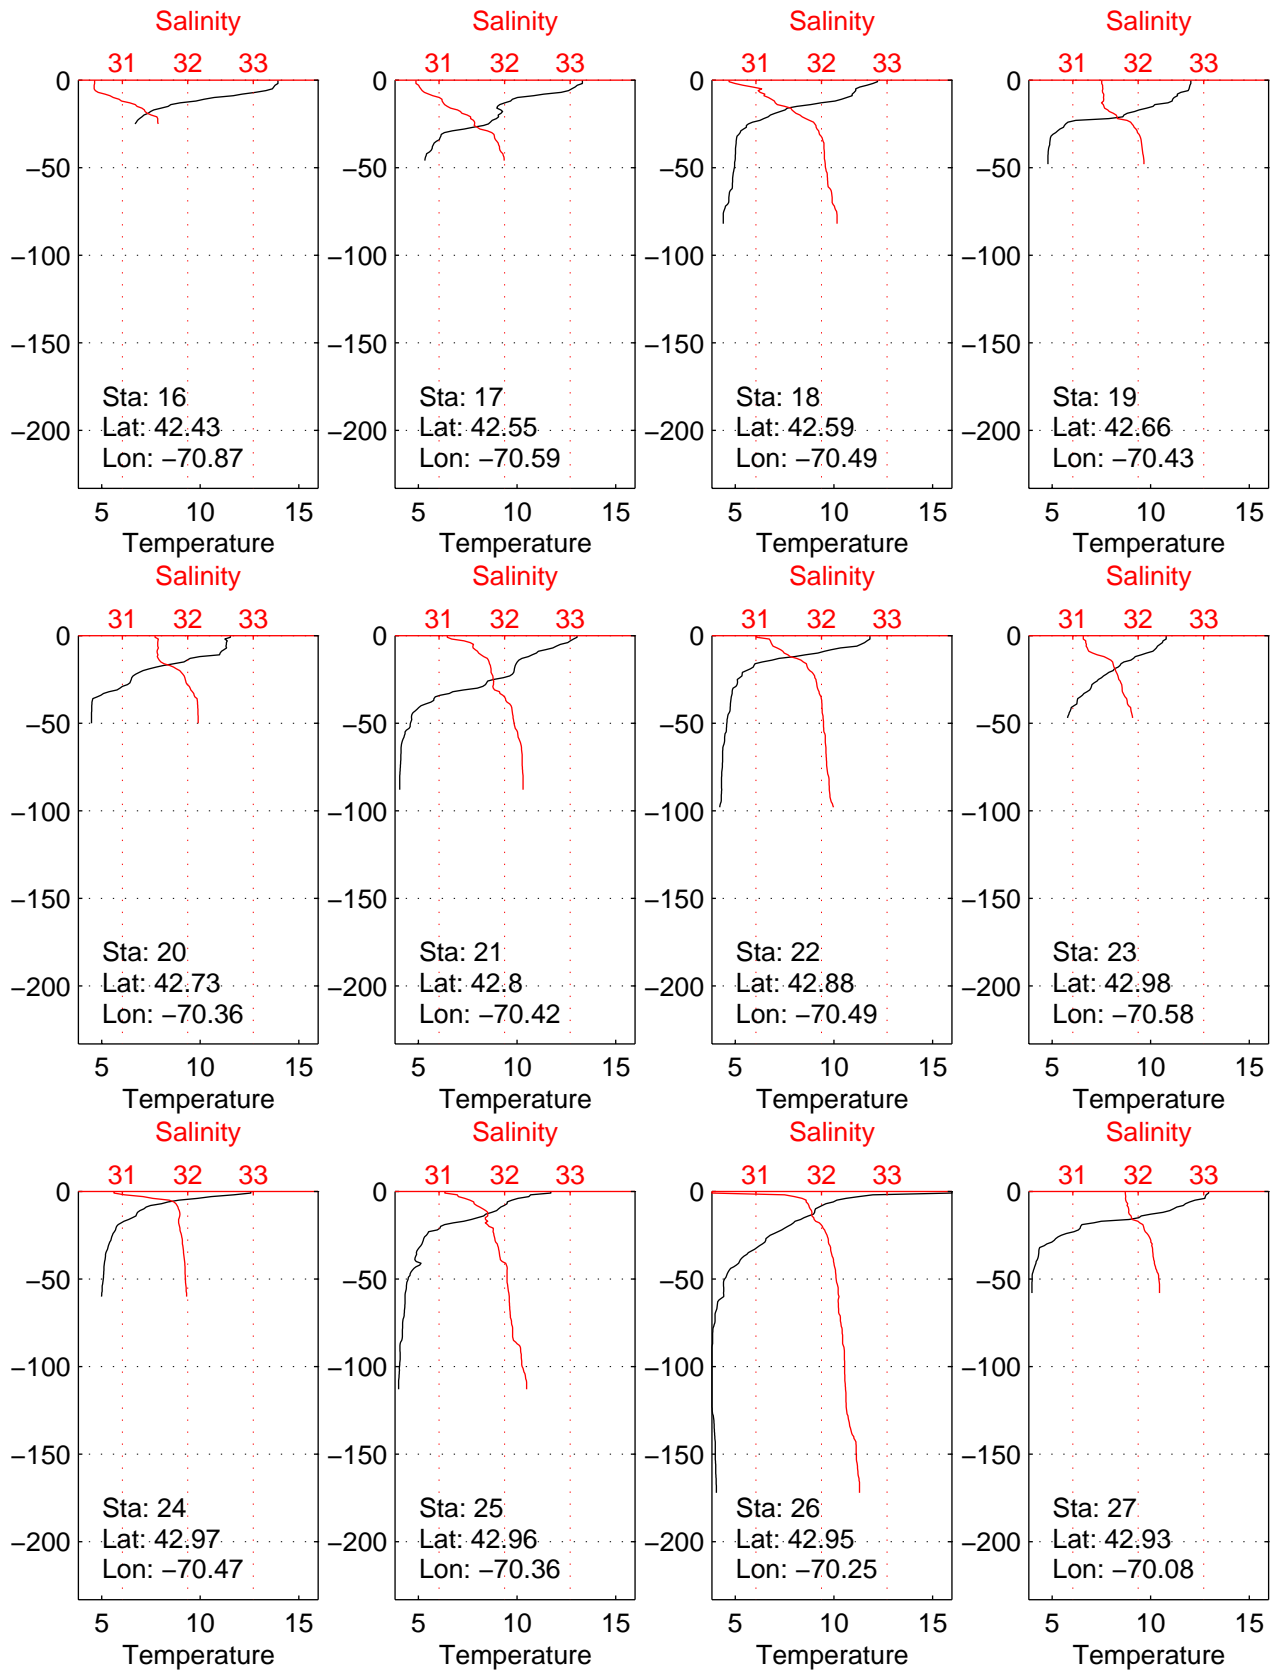 Salinity Salinity Salinity Salinity
31 32 33 31 32 33 31 32 33 31 32 33
0 0 0 0
−50 −50 −50 −50
−100 −100 −100 −100
−150 −150 −150 −150
Sta: 16 Sta: 17 Sta: 18 Sta: 19
−200 Lat: 42.43 −200 Lat: 42.55 −200 Lat: 42.59 −200 Lat: 42.66
Lon: −70.87 Lon: −70.59 Lon: −70.49 Lon: −70.43
5 10 15 5 10 15 5 10 15 5 10 15
Temperature Temperature Temperature Temperature
Salinity Salinity Salinity Salinity
31 32 33 31 32 33 31 32 33 31 32 33
0 0 0 0
−50 −50 −50 −50
−100 −100 −100 −100
−150 −150 −150 −150
Sta: 20 Sta: 21 Sta: 22 Sta: 23
−200 Lat: 42.73 −200 Lat: 42.8 −200 Lat: 42.88 −200 Lat: 42.98
Lon: −70.36 Lon: −70.42 Lon: −70.49 Lon: −70.58
5 10 15 5 10 15 5 10 15 5 10 15
Temperature Temperature Temperature Temperature
Salinity Salinity Salinity Salinity
31 32 33 31 32 33 31 32 33 31 32 33
0 0 0 0
−50 −50 −50 −50
−100 −100 −100 −100
−150 −150 −150 −150
Sta: 24 Sta: 25 Sta: 26 Sta: 27
−200 Lat: 42.97 −200 Lat: 42.96 −200 Lat: 42.95 −200 Lat: 42.93
Lon: −70.47 Lon: −70.36 Lon: −70.25 Lon: −70.08
5 10 15 5 10 15 5 10 15 5 10 15
Temperature Temperature Temperature Temperature